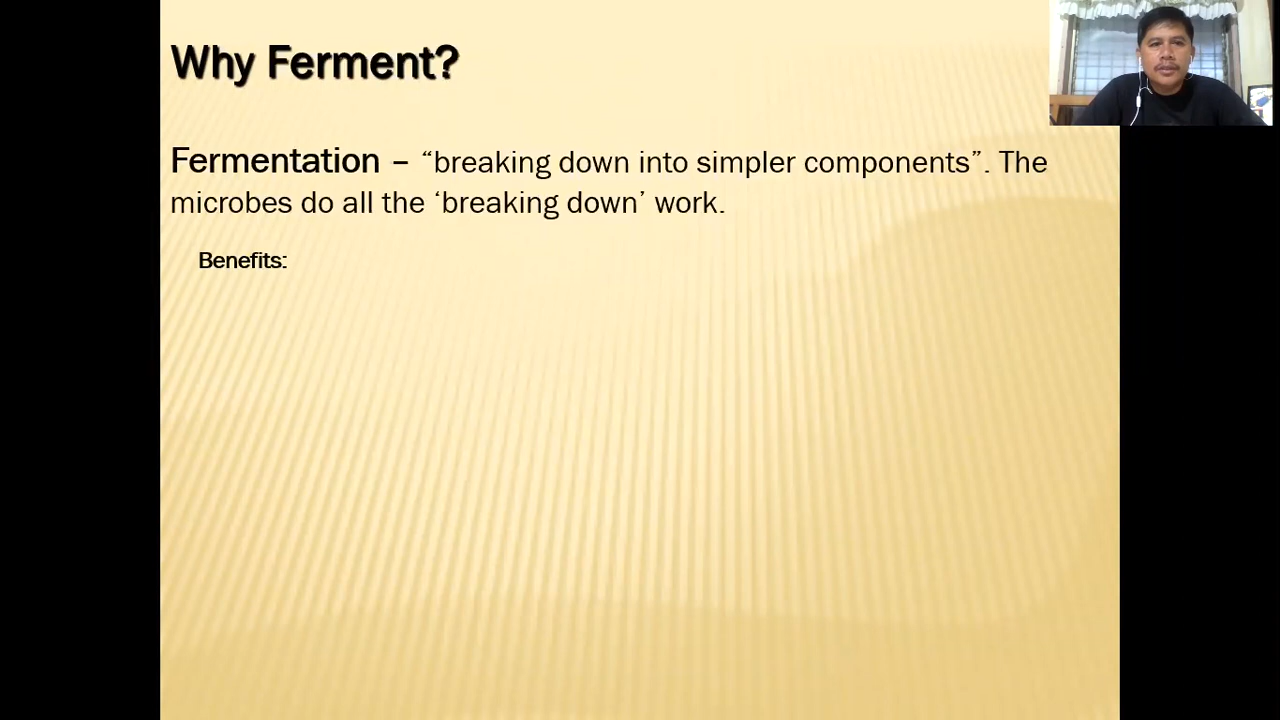 Why Ferment?
Fermentation – “breaking down into simpler components”. The
microbes do all the ‘breaking down’ work.
Benefits: